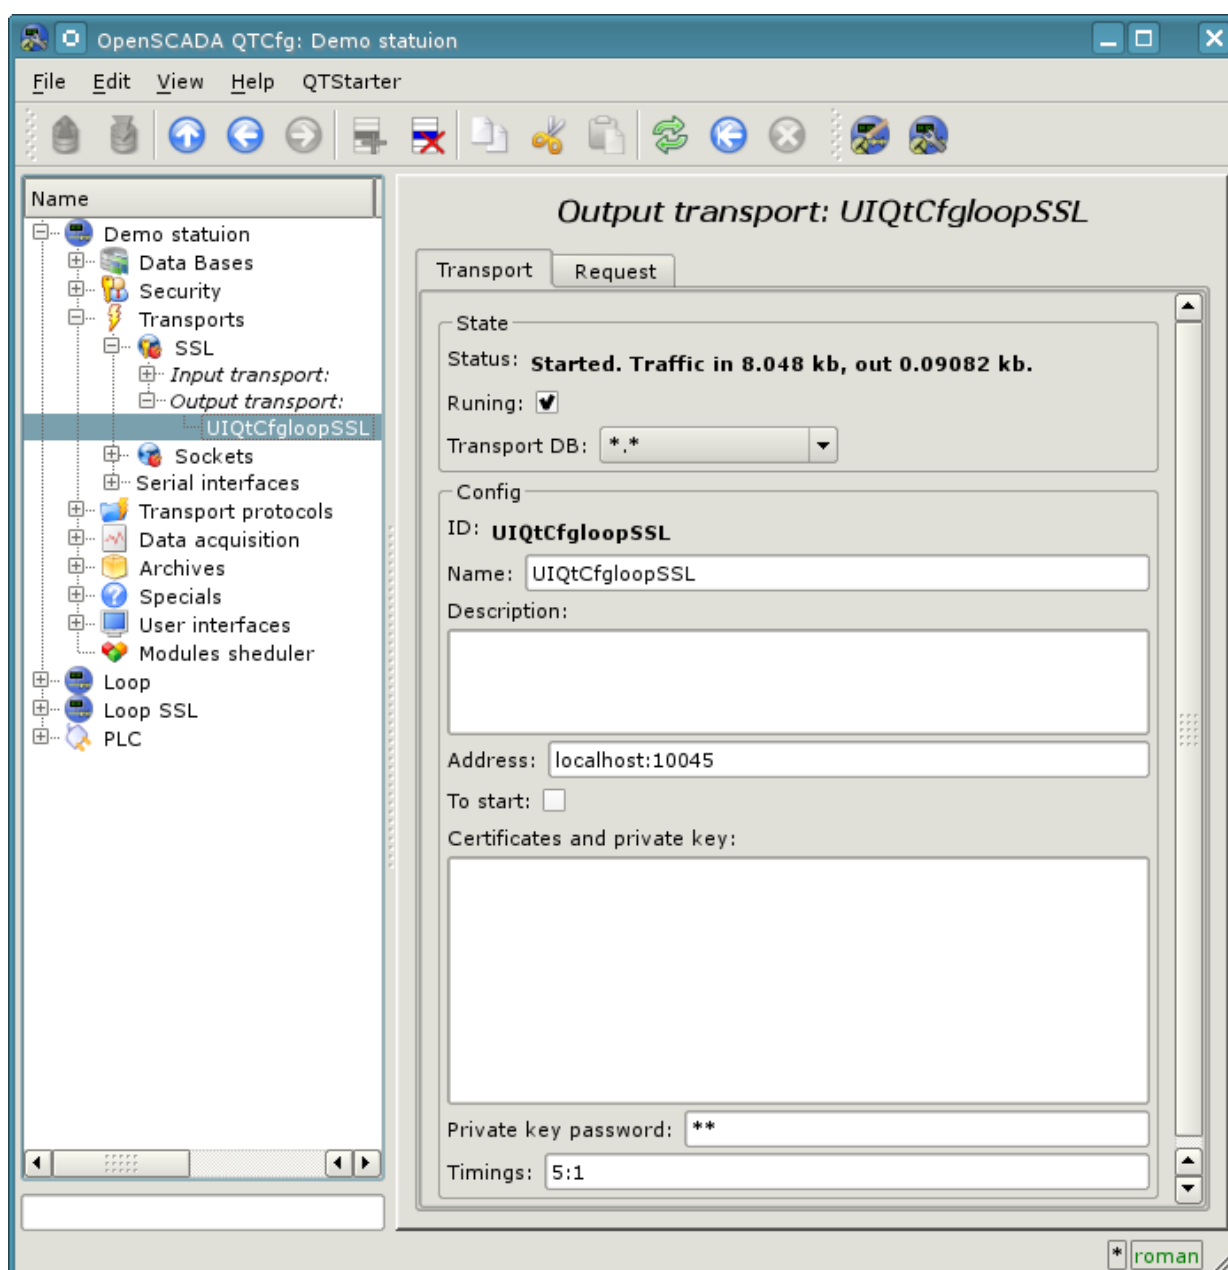 OpenSCADA QTCfg: Demo statuion
File Edit View Help QTStarter
Name
Demo statuion
Data Bases
Security
Transports
SSL
Input transport:
Output transport:
UIQtCfgloopSSL
Sockets
Serial interfaces
Transport protocols
Data acquisition
Archives
Specials
User interfaces
Modules sheduler
Loop
Loop SSL
PLC
Output transport: UIQtCfgloopSSL
Transport Request
State
Status: Started. Traffic in 8.048 kb, out 0.09082 kb.
Runing:
Transport DB: *.*
Config
ID: UIQtCfgloopSSL
Name: UIQtCfgloopSSL
Description:
Address: localhost:10045
To start:
Certificates and private key:
Private key password: **
Timings: 5:1
* roman